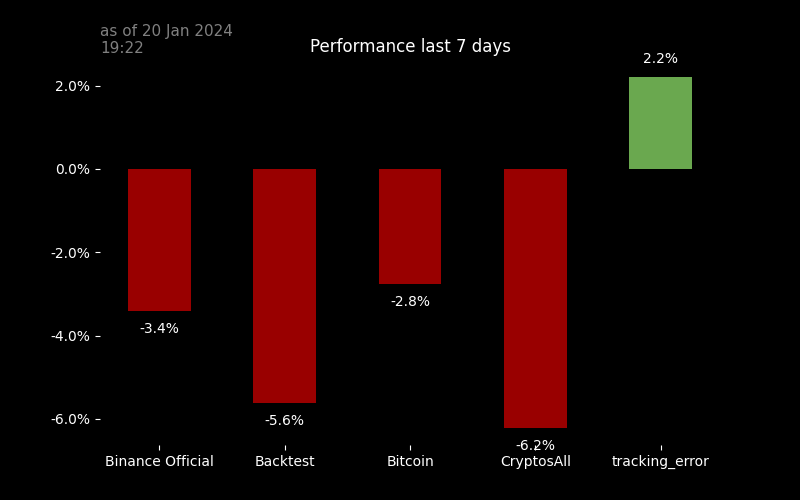 as of 20 Jan 2024
19:22
Performance last 7 days
2.2%
2.0%
0.0%
-2.0%
-2.8%
-3.4%
-4.0%
-5.6%
-6.0%
-6.2%
Binance Official
Backtest
Bitcoin
CryptosAll
tracking_error